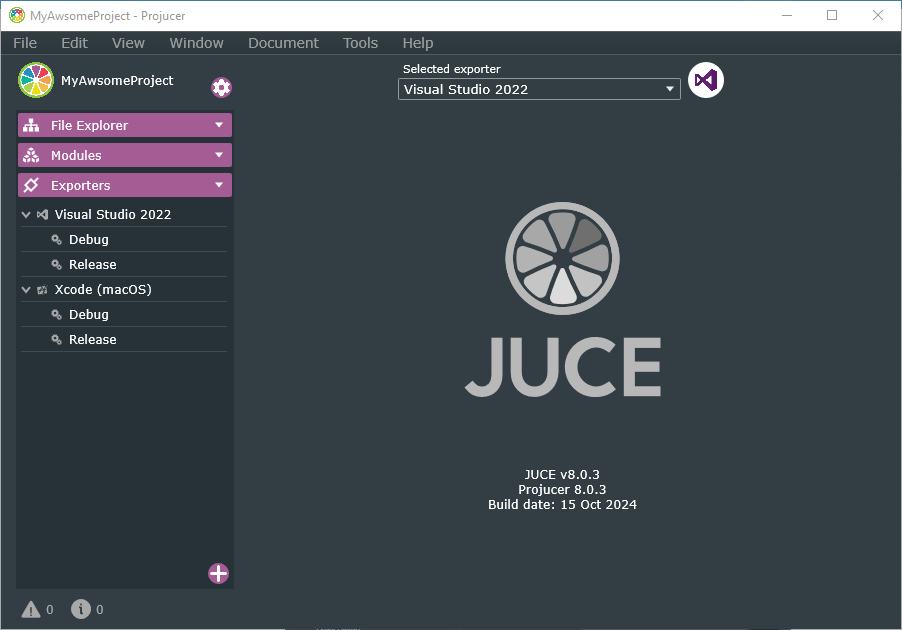 MyAwsomeProject - Projucer
File Edit View Window Document Tools Help
MyAwsomeProject
Selected exporter
Visual Studio 2022
File Explorer
Modules
Exporters
Visual Studio 2022
Debug
Release
Xcode (macOS)
Debug
Release
JUCE
JUCE v8.0.3
Projucer 8.0.3
Build date: 15 Oct 2024
0 0